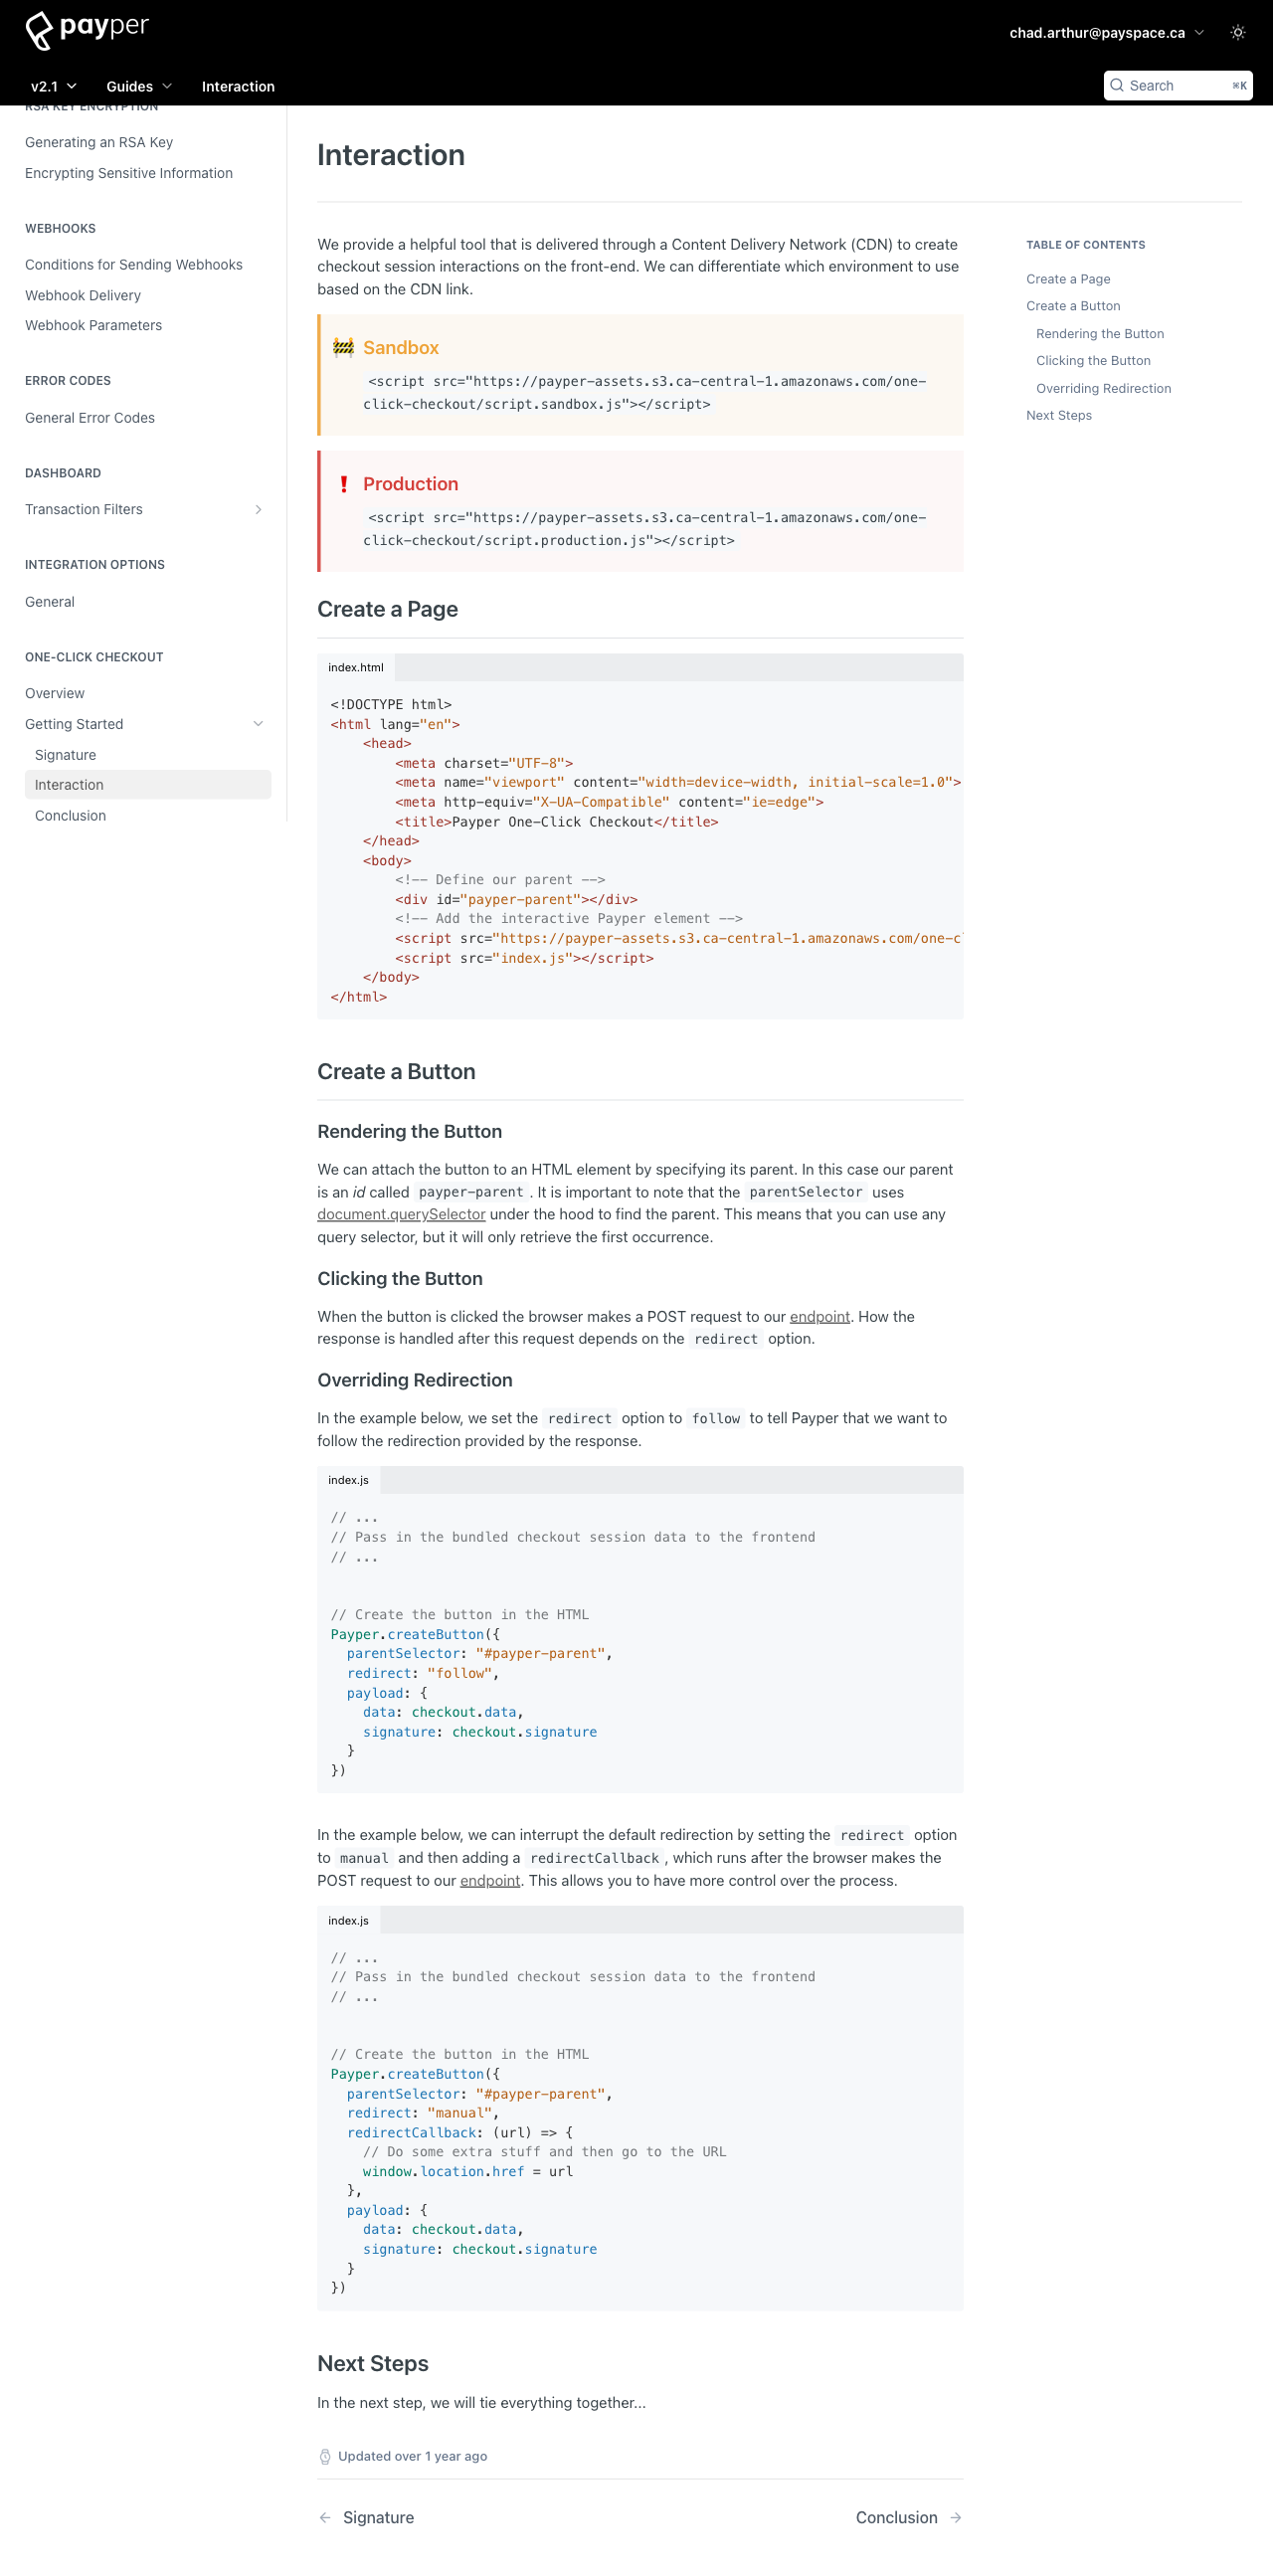 payper
chad.arthur@payspace.ca
v2.1
Guides
Interaction
Search
⌘K
RSA KEY ENCRYPTION
Generating an RSA Key
Encrypting Sensitive Information
WEBHOOKS
Conditions for Sending Webhooks
Webhook Delivery
Webhook Parameters
ERROR CODES
General Error Codes
DASHBOARD
Transaction Filters
INTEGRATION OPTIONS
General
ONE-CLICK CHECKOUT
Overview
Getting Started
Signature
Interaction
Conclusion
Interaction
We provide a helpful tool that is delivered through a Content Delivery Network (CDN) to create
checkout session interactions on the front-end. We can differentiate which environment to use
based on the CDN link.
🚧 Sandbox
<script src="https://payper-assets.s3.ca-central-1.amazonaws.com/one-
click-checkout/script.sandbox.js"></script>
❗ Production
<script src="https://payper-assets.s3.ca-central-1.amazonaws.com/one-
click-checkout/script.production.js"></script>
Create a Page
index.html
<!DOCTYPE html>
<html lang="en">
    <head>
        <meta charset="UTF-8">
        <meta name="viewport" content="width=device-width, initial-scale=1.0">
        <meta http-equiv="X-UA-Compatible" content="ie=edge">
        <title>Payper One-Click Checkout</title>
    </head>
    <body>
        <!-- Define our parent -->
        <div id="payper-parent"></div>
        <!-- Add the interactive Payper element -->
        <script src="https://payper-assets.s3.ca-central-1.amazonaws.com/one-cl
        <script src="index.js"></script>
    </body>
</html>
Create a Button
Rendering the Button
We can attach the button to an HTML element by specifying its parent. In this case our parent
is an id called payper-parent . It is important to note that the parentSelector uses
document.querySelector under the hood to find the parent. This means that you can use any
query selector, but it will only retrieve the first occurrence.
Clicking the Button
When the button is clicked the browser makes a POST request to our endpoint. How the
response is handled after this request depends on the redirect option.
Overriding Redirection
In the example below, we set the redirect option to follow to tell Payper that we want to
follow the redirection provided by the response.
index.js
// ...
// Pass in the bundled checkout session data to the frontend
// ...
// Create the button in the HTML
Payper.createButton({
  parentSelector: "#payper-parent",
  redirect: "follow",
  payload: {
    data: checkout.data,
    signature: checkout.signature
  }
})
In the example below, we can interrupt the default redirection by setting the redirect option
to manual and then adding a redirectCallback , which runs after the browser makes the
POST request to our endpoint. This allows you to have more control over the process.
index.js
// ...
// Pass in the bundled checkout session data to the frontend
// ...
// Create the button in the HTML
Payper.createButton({
  parentSelector: "#payper-parent",
  redirect: "manual",
  redirectCallback: (url) => {
    // Do some extra stuff and then go to the URL
    window.location.href = url
  },
  payload: {
    data: checkout.data,
    signature: checkout.signature
  }
})
Next Steps
In the next step, we will tie everything together...
Updated over 1 year ago
← Signature
Conclusion →
TABLE OF CONTENTS
Create a Page
Create a Button
Rendering the Button
Clicking the Button
Overriding Redirection
Next Steps